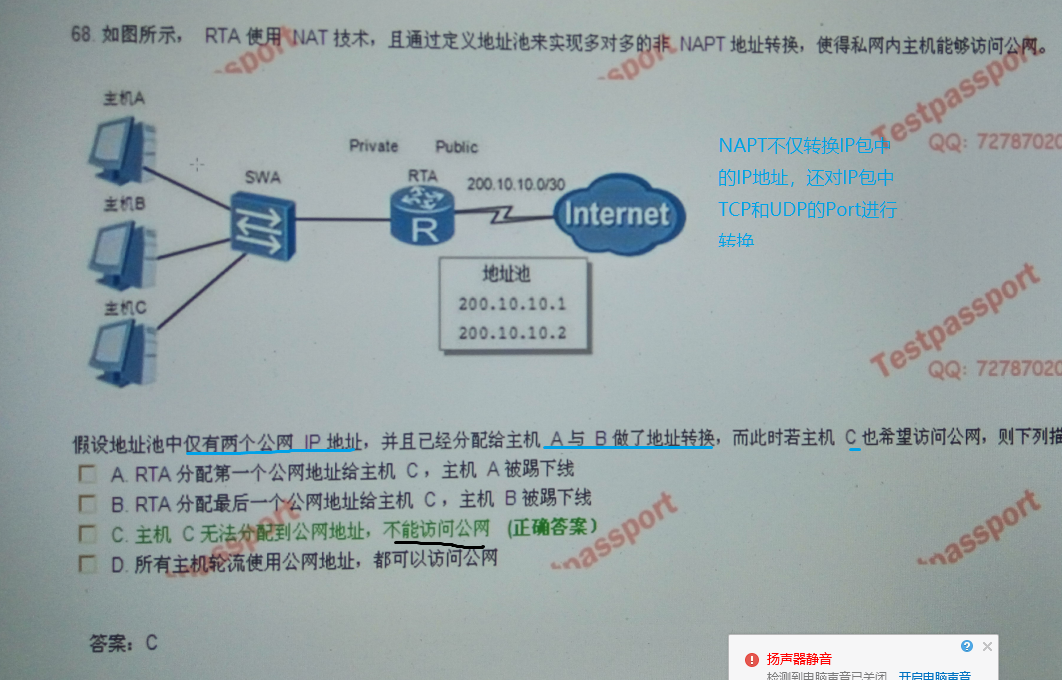 68. 如图所示， RTA 使用 NAT 技术，且通过定义地址池来实现多对多的非 NAPT 地址转换，使得私网内主机能够访问公网。
主机A
Private Public
SWA
RTA
200.10.10.0/30
Internet
R
主机B
主机C
地址池
200.10.10.1
200.10.10.2
NAPT不仅转换IP包中
的IP地址，还对IP包中
TCP和UDP的Port进行
转换
假设地址池中仅有两个公网 IP 地址，并且已经分配给主机 A 与 B 做了地址转换，而此时若主机 C 也希望访问公网，则下列描
A. RTA 分配第一个公网地址给主机 C，主机 A 被踢下线
B. RTA 分配最后一个公网地址给主机 C，主机 B 被踢下线
C. 主机 C 无法分配到公网地址，不能访问公网 (正确答案)
D. 所有主机轮流使用公网地址，都可以访问公网
答案：C
sport
sport
Testpassport
QQ: 72787020
Testpassport
QQ: 72787020
passport
扬声器静音
检测到电脑声音已关闭 开启电脑声音